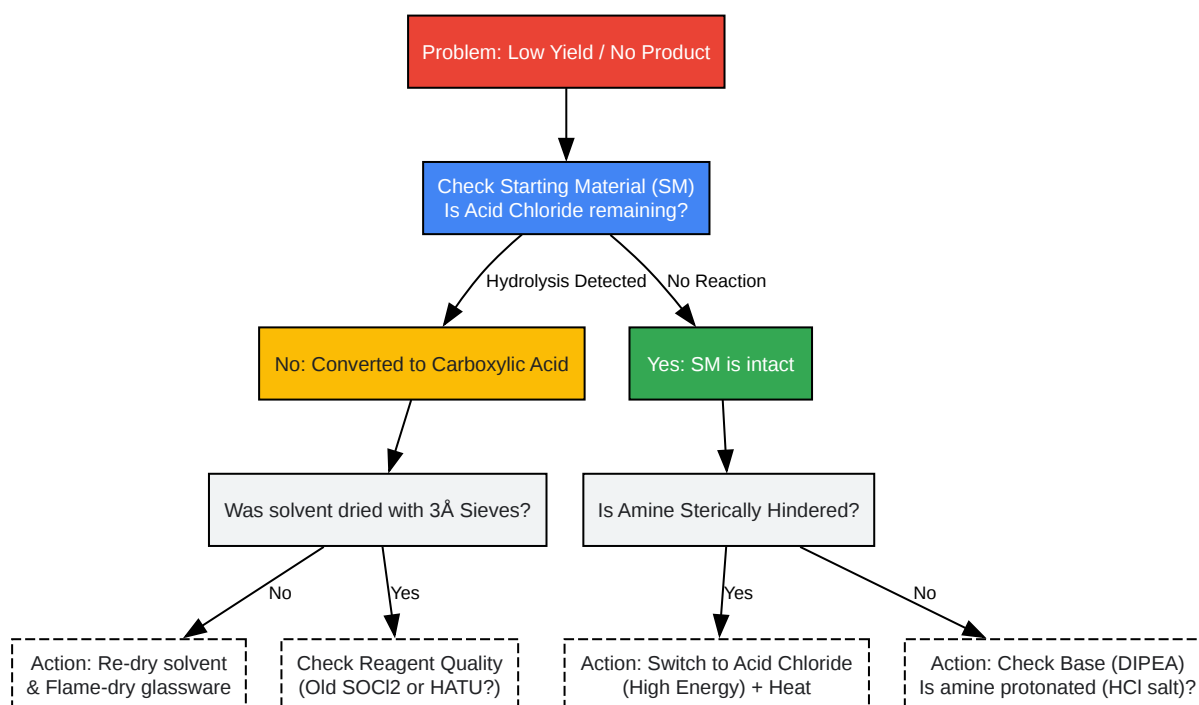 Problem: Low Yield / No Product
Check Starting Material (SM)
Is Acid Chloride remaining?
Hydrolysis Detected
No Reaction
No: Converted to Carboxylic Acid
Yes: SM is intact
Was solvent dried with 3Å Sieves?
Is Amine Sterically Hindered?
No
Yes
Yes
No
Action: Re-dry solvent
& Flame-dry glassware
Check Reagent Quality
(Old SOCl2 or HATU?)
Action: Switch to Acid Chloride
(High Energy) + Heat
Action: Check Base (DIPEA)
Is amine protonated (HCl salt)?